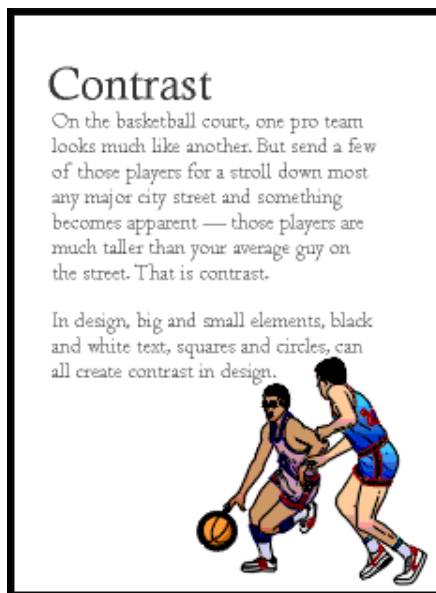 Contrast
On the basketball court, one pro team
looks much like another. But send a few
of those players for a stroll down most
any major city street and something
becomes apparent — those players are
much taller than your average guy on
the street. That is contrast.
In design, big and small elements, black
and white text, squares and circles, can
all create contrast in design.